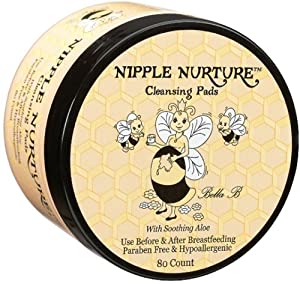 NIPPLE NURTURE™
Cleansing Pads
Bella B
With Soothing Aloe
Use Before & After Breastfeeding
Paraben Free & Hypoallergenic
80 Count
NIPPLE NURTURE